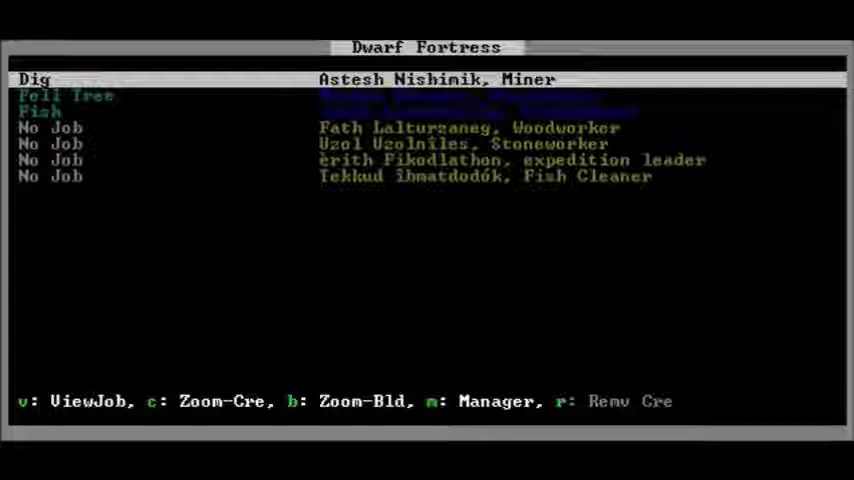 Dwarf Fortress
Dig Astesh Nishimik, Miner
Fell Tree
Fish
No Job Fath Lalturzaneg, Woodworker
No Job Uzol Uzolnîles, Stoneworker
No Job èrith Fikodlathon, expedition leader
No Job Tekkud îbmatdodók, Fish Cleaner
v: ViewJob, c: Zoom-Cre, b: Zoom-Bld, m: Manager, r: Remv Cre